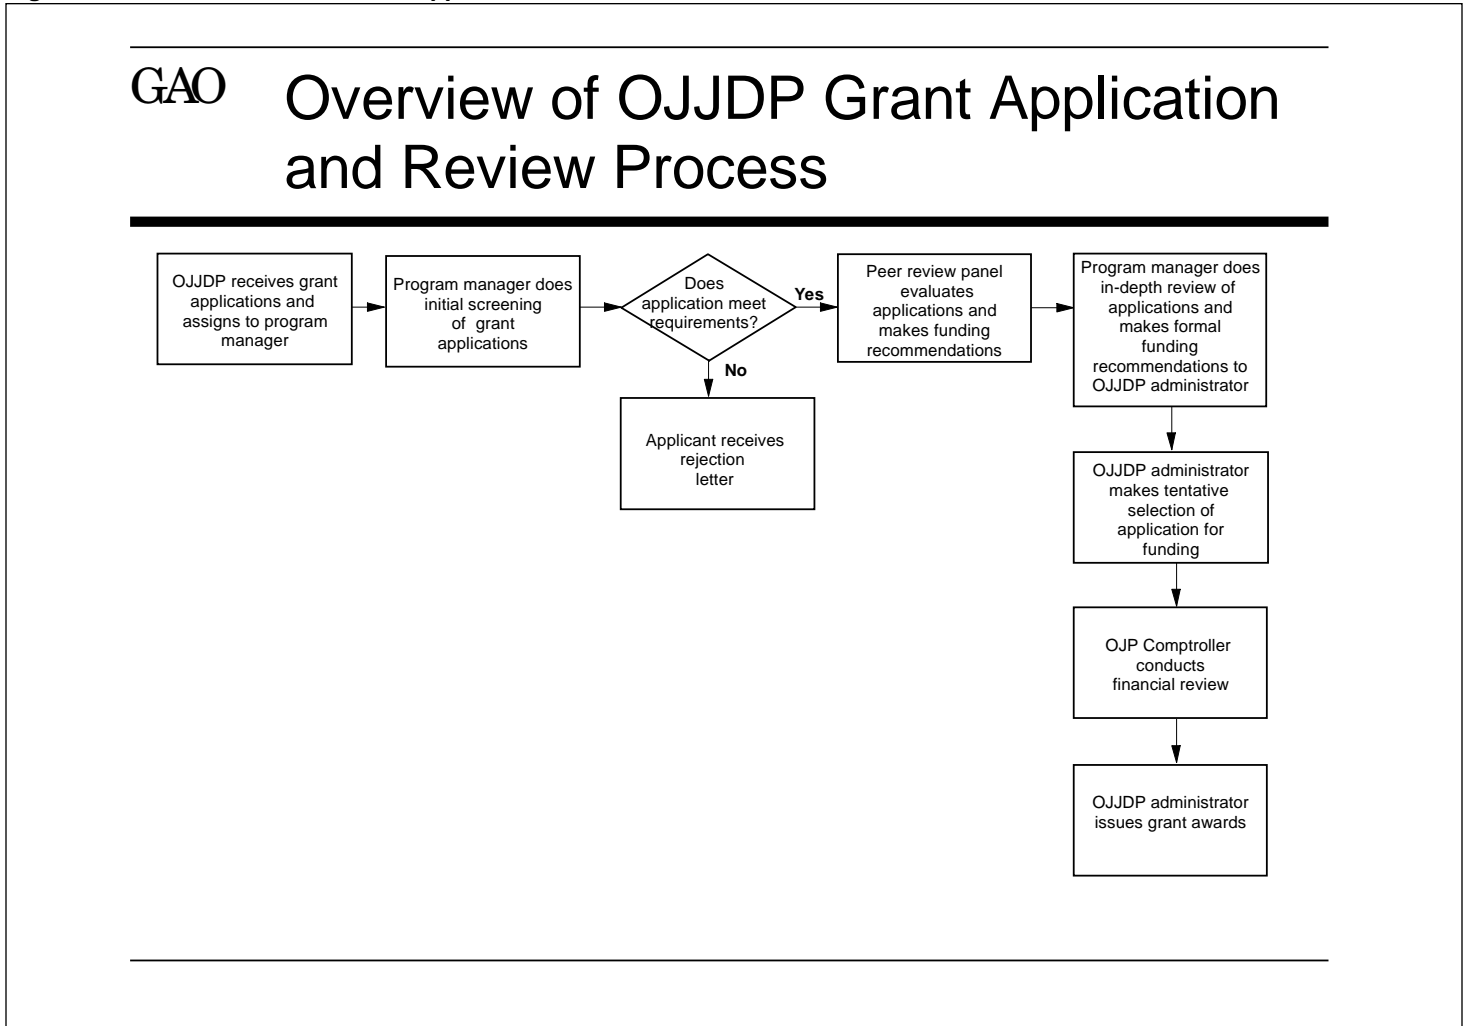 GAO
Overview of OJJDP Grant Application
and Review Process
OJJDP receives grant
applications and
assigns to program
manager
Program manager does
initial screening
of grant
applications
Does
application meet
requirements?
Yes
No
Applicant receives
rejection
letter
Peer review panel
evaluates
applications and
makes funding
recommendations
Program manager does
in-depth review of
applications and
makes formal
funding
recommendations to
OJJDP administrator
OJJDP administrator
makes tentative
selection of
application for
funding
OJP Comptroller
conducts
financial review
OJJDP administrator
issues grant awards